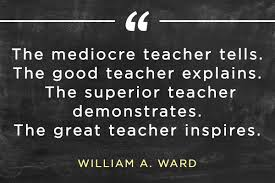 “
The mediocre teacher tells.
The good teacher explains.
The superior teacher
demonstrates.
The great teacher inspires.
WILLIAM A. WARD